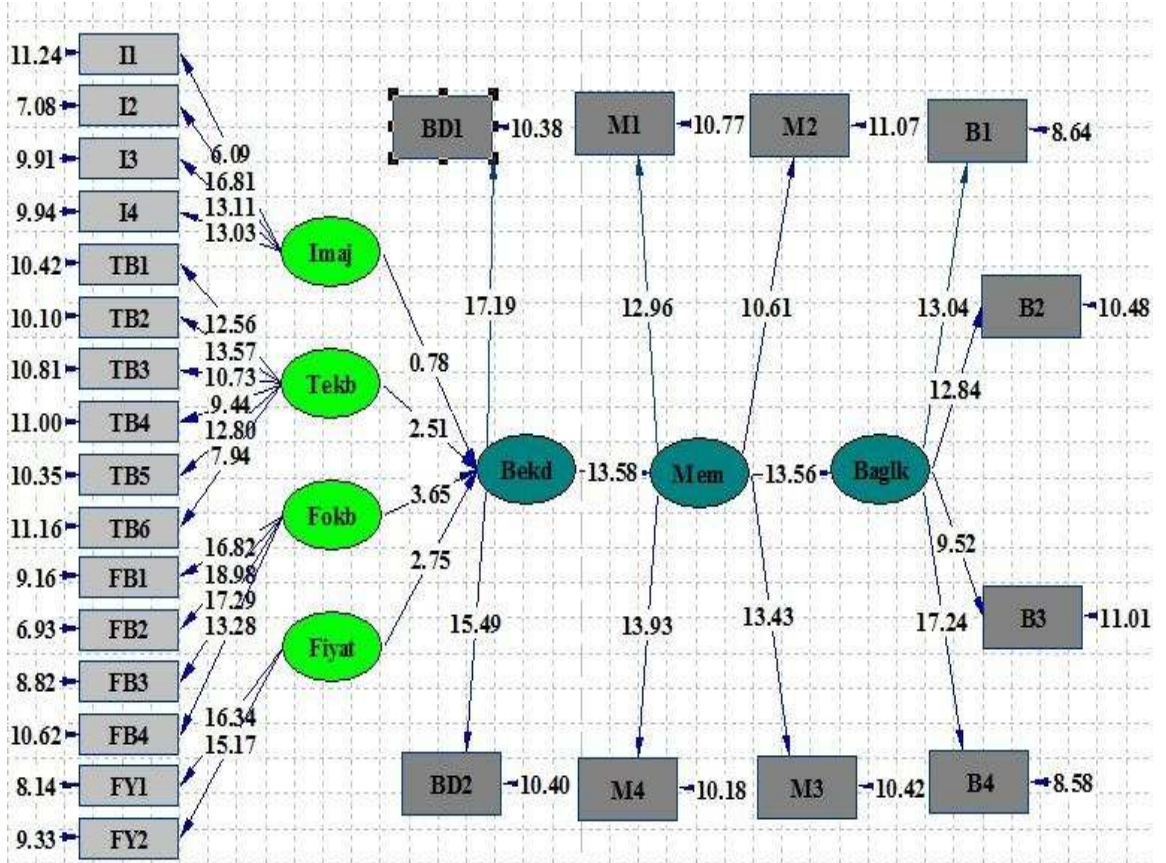 11.24 I1
7.08 I2
9.91 I3
9.94 I4
10.42 TB1
10.10 TB2
10.81 TB3
11.00 TB4
10.35 TB5
11.16 TB6
9.16 FB1
6.93 FB2
8.82 FB3
10.62 FB4
8.14 FY1
9.33 FY2
6.09
16.81
13.11
13.03
12.56
13.57
10.73
9.44
12.80
7.94
16.82
18.98
17.29
13.28
16.34
15.17
Imaj
Tekb
Fokb
Fiyat
0.78
2.51
3.65
2.75
BD1 10.38
M1 10.77
M2 11.07
B1 8.64
17.19
12.96
10.61
13.04
B2 10.48
12.84
Bekd 13.58 Mem 13.56 Baglk
9.52
15.49
13.93
13.43
17.24
B3 11.01
BD2 10.40
M4 10.18
M3 10.42
B4 8.58